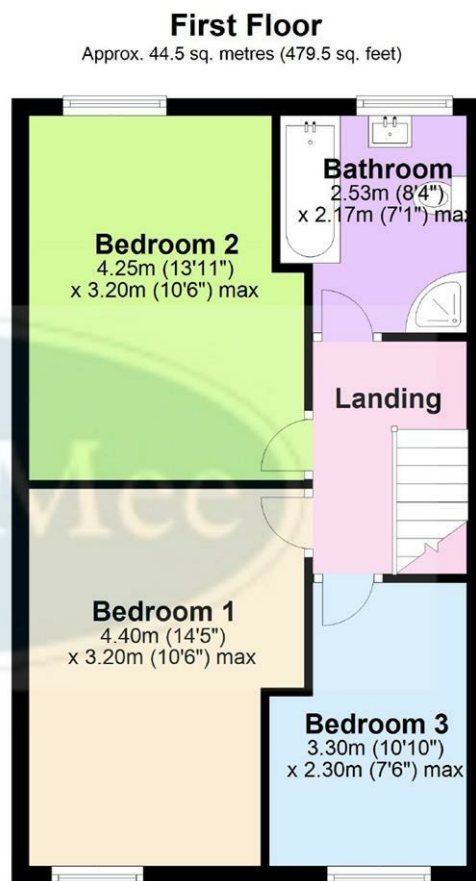 First Floor
Approx. 44.5 sq. metres (479.5 sq. feet)
Bathroom
2.53m (8'4")
x 2.17m (7'1") max
Bedroom 2
4.25m (13'11")
x 3.20m (10'6") max
Landing
Mcc
Bedroom 1
4.40m (14'5")
x 3.20m (10'6") max
Bedroom 3
3.30m (10'10")
x 2.30m (7'6") max